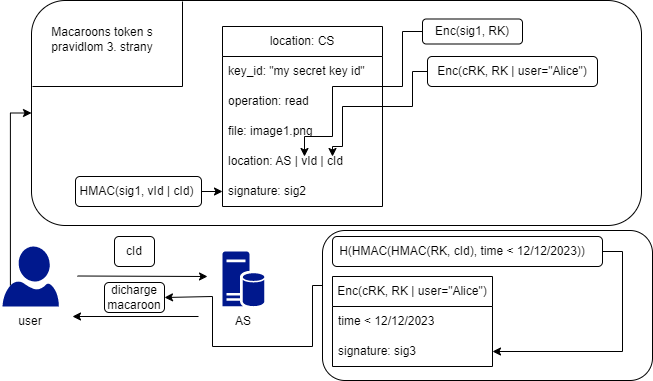 Macaroons token s
pravidlom 3. strany
location: CS
key_id: "my secret key id"
operation: read
file: image1.png
location: AS | vId | cId
signature: sig2
Enc(sig1, RK)
Enc(cRK, RK | user="Alice")
HMAC(sig1, vId | cId)
user
cId
dicharge
macaroon
AS
H(HMAC(HMAC(RK, cId), time < 12/12/2023))
Enc(cRK, RK | user="Alice")
time < 12/12/2023
signature: sig3